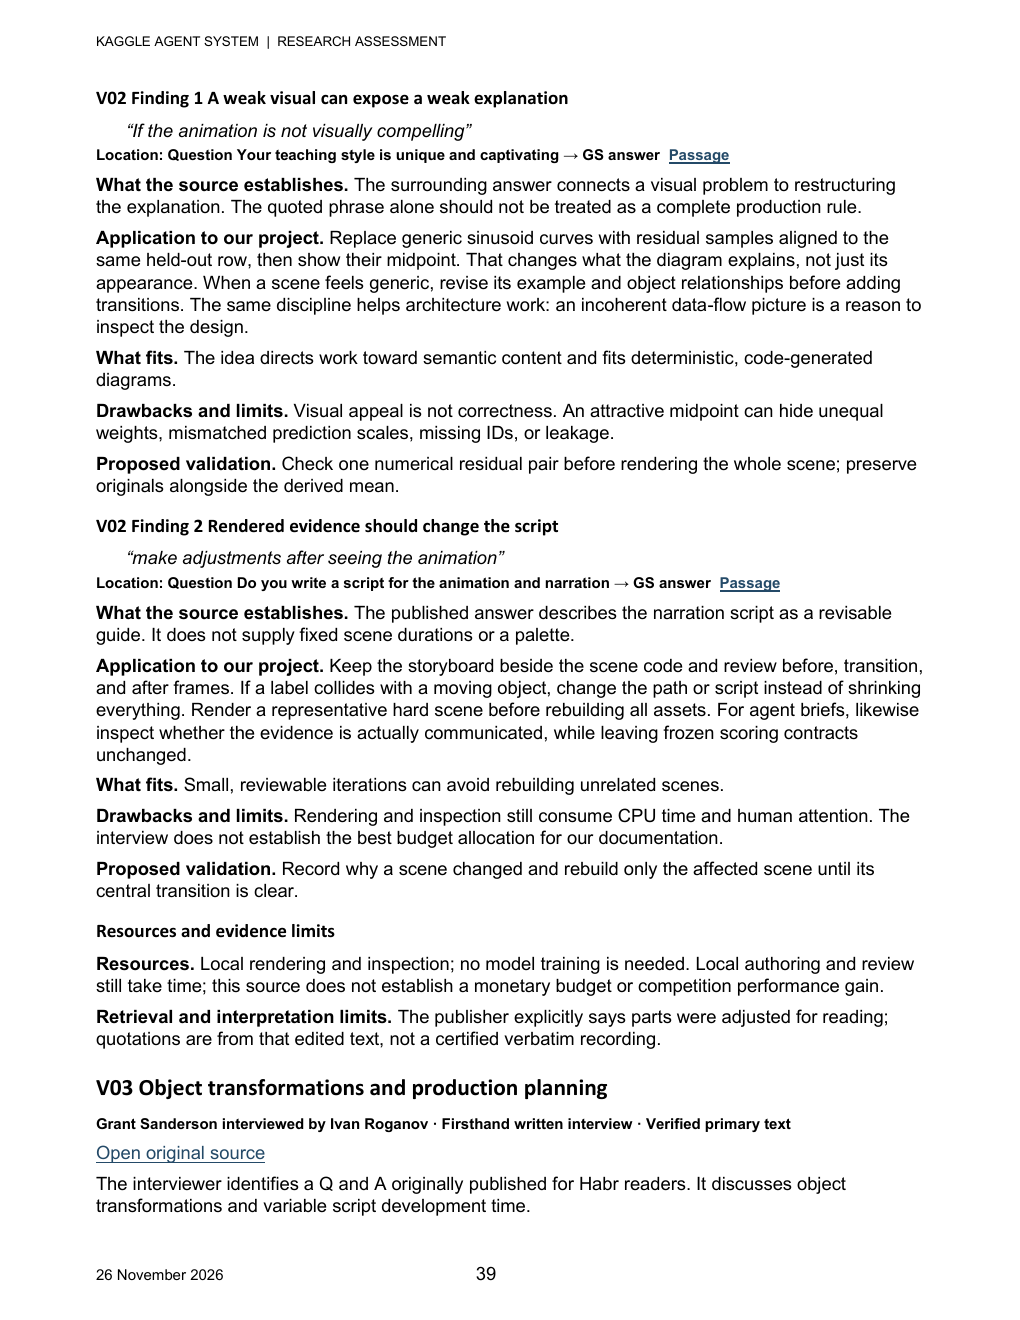 KAGGLE AGENT SYSTEM | RESEARCH ASSESSMENT
V02 Finding 1 A weak visual can expose a weak explanation
“If the animation is not visually compelling”
Location: Question Your teaching style is unique and captivating → GS answer Passage
What the source establishes. The surrounding answer connects a visual problem to restructuring
the explanation. The quoted phrase alone should not be treated as a complete production rule.
Application to our project. Replace generic sinusoid curves with residual samples aligned to the
same held-out row, then show their midpoint. That changes what the diagram explains, not just its
appearance. When a scene feels generic, revise its example and object relationships before adding
transitions. The same discipline helps architecture work: an incoherent data-flow picture is a reason to
inspect the design.
What fits. The idea directs work toward semantic content and fits deterministic, code-generated
diagrams.
Drawbacks and limits. Visual appeal is not correctness. An attractive midpoint can hide unequal
weights, mismatched prediction scales, missing IDs, or leakage.
Proposed validation. Check one numerical residual pair before rendering the whole scene; preserve
originals alongside the derived mean.
V02 Finding 2 Rendered evidence should change the script
“make adjustments after seeing the animation”
Location: Question Do you write a script for the animation and narration → GS answer Passage
What the source establishes. The published answer describes the narration script as a revisable
guide. It does not supply fixed scene durations or a palette.
Application to our project. Keep the storyboard beside the scene code and review before, transition,
and after frames. If a label collides with a moving object, change the path or script instead of shrinking
everything. Render a representative hard scene before rebuilding all assets. For agent briefs, likewise
inspect whether the evidence is actually communicated, while leaving frozen scoring contracts
unchanged.
What fits. Small, reviewable iterations can avoid rebuilding unrelated scenes.
Drawbacks and limits. Rendering and inspection still consume CPU time and human attention. The
interview does not establish the best budget allocation for our documentation.
Proposed validation. Record why a scene changed and rebuild only the affected scene until its
central transition is clear.
Resources and evidence limits
Resources. Local rendering and inspection; no model training is needed. Local authoring and review
still take time; this source does not establish a monetary budget or competition performance gain.
Retrieval and interpretation limits. The publisher explicitly says parts were adjusted for reading;
quotations are from that edited text, not a certified verbatim recording.
V03 Object transformations and production planning
Grant Sanderson interviewed by Ivan Roganov · Firsthand written interview · Verified primary text
Open original source
The interviewer identifies a Q and A originally published for Habr readers. It discusses object
transformations and variable script development time.
26 November 2026 39